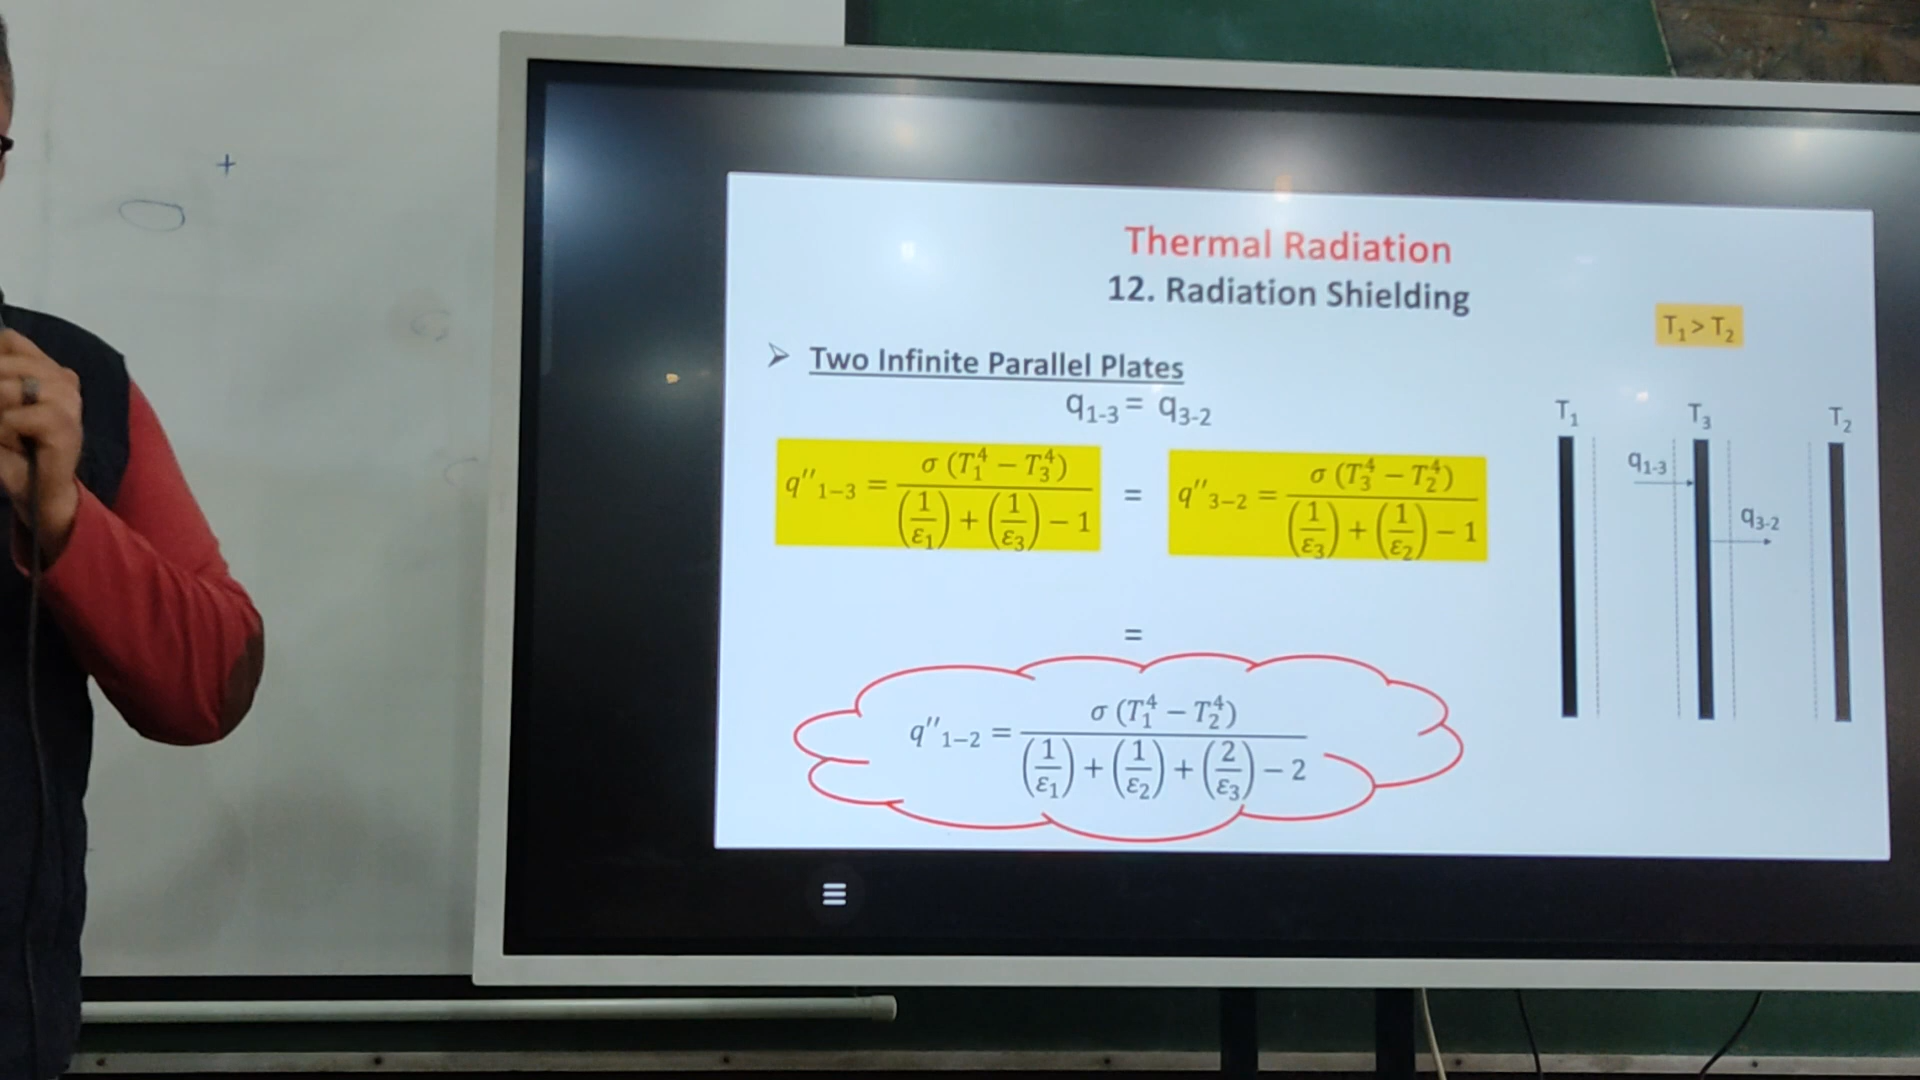 Thermal Radiation
12. Radiation Shielding
T₁ > T₂
➢ Two Infinite Parallel Plates
q₁₋₃ = q₃₋₂
q″₁₋₃ = σ (T₁⁴ − T₃⁴) / ((1/ε₁) + (1/ε₃) − 1) = q″₃₋₂ = σ (T₃⁴ − T₂⁴) / ((1/ε₃) + (1/ε₂) − 1)
=
q″₁₋₂ = σ (T₁⁴ − T₂⁴) / ((1/ε₁) + (1/ε₂) + (2/ε₃) − 2)
T₁ T₃ T₂
q₁₋₃
q₃₋₂